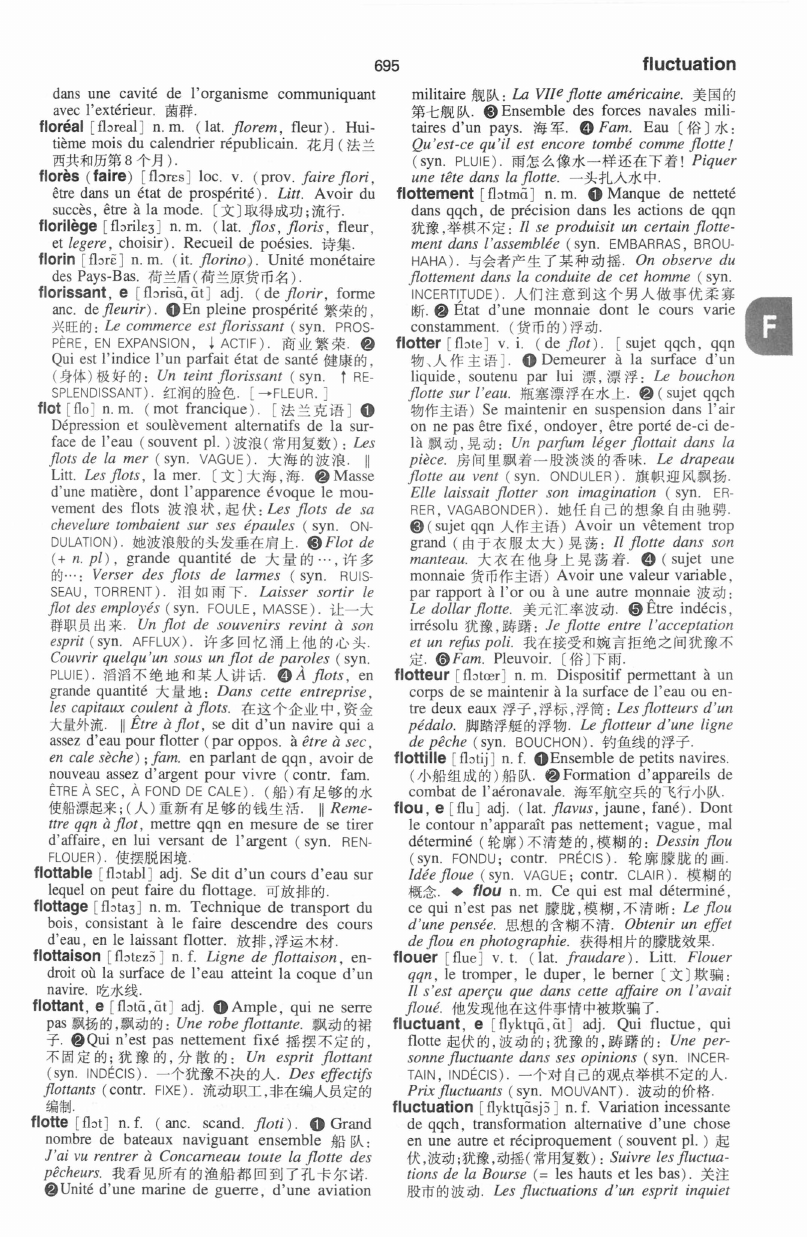 695
fluctuation
dans une cavité de l'organisme communiquant
avec l'extérieur. 菌群.
floréal [flɔreal] n. m. ( lat. florem, fleur). Hui-
tième mois du calendrier républicain. 花月(法兰
西共和历第8个月).
florès (faire) [flɔres] loc. v. (prov. faire flori,
être dans un état de prospérité). Litt. Avoir du
succès, être à la mode. [文]取得成功;流行.
florilège [flɔrilɛʒ] n. m. (lat. flos, floris, fleur,
et legere, choisir). Recueil de poésies. 诗集.
florin [flɔrɛ̃] n. m. (it. florino). Unité monétaire
des Pays-Bas. 荷兰盾(荷兰原货币名).
florissant, e [flɔrisɑ̃, ɑ̃t] adj. (de florir, forme
anc. de fleurir). ❶En pleine prospérité 繁荣的,
兴旺的: Le commerce est florissant (syn. PROS-
PÈRE, EN EXPANSION, ↓ACTIF). 商业繁荣. ❷
Qui est l'indice l'un parfait état de santé 健康的,
(身体)极好的: Un teint florissant (syn. ↑RE-
SPLENDISSANT). 红润的脸色. [→FLEUR. ]
flot [flo] n. m. ( mot francique). [法兰克语] ❶
Dépression et soulèvement alternatifs de la sur-
face de l'eau (souvent pl. )波浪(常用复数): Les
flots de la mer (syn. VAGUE). 大海的波浪. ‖
Litt. Les flots, la mer. [文]大海,海. ❷Masse
d'une matière, dont l'apparence évoque le mou-
vement des flots 波浪状,起伏: Les flots de sa
chevelure tombaient sur ses épaules ( syn. ON-
DULATION). 她波浪般的头发垂在肩上. ❸Flot de
(+ n. pl), grande quantité de 大量的…,许多
的…: Verser des flots de larmes ( syn. RUIS-
SEAU, TORRENT). 泪如雨下. Laisser sortir le
flot des employés (syn. FOULE, MASSE). 让一大
群职员出来. Un flot de souvenirs revint à son
esprit (syn. AFFLUX). 许多回忆涌上他的心头.
Couvrir quelqu'un sous un flot de paroles (syn.
PLUIE). 滔滔不绝地和某人讲话. ❹À flots, en
grande quantité 大量地: Dans cette entreprise,
les capitaux coulent à flots. 在这个企业中,资金
大量外流. ‖ Être à flot, se dit d'un navire qui a
assez d'eau pour flotter (par oppos. à être à sec,
en cale sèche) ; fam. en parlant de qqn, avoir de
nouveau assez d'argent pour vivre (contr. fam.
ÊTRE À SEC, À FOND DE CALE). (船)有足够的水
使船漂起来;(人)重新有足够的钱生活. ‖ Reme-
ttre qqn à flot, mettre qqn en mesure de se tirer
d'affaire, en lui versant de l'argent ( syn. REN-
FLOUER). 使摆脱困境.
flottable [flɔtabl] adj. Se dit d'un cours d'eau sur
lequel on peut faire du flottage. 可放排的.
flottage [flɔtaʒ] n. m. Technique de transport du
bois, consistant à le faire descendre des cours
d'eau, en le laissant flotter. 放排,浮运木材.
flottaison [flɔtɛzɔ̃] n. f. Ligne de flottaison, en-
droit où la surface de l'eau atteint la coque d'un
navire. 吃水线.
flottant, e [flɔtɑ̃,ɑ̃t] adj. ❶Ample, qui ne serre
pas 飘扬的,飘动的: Une robe flottante. 飘动的裙
子. ❷Qui n'est pas nettement fixé 摇摆不定的,
不固定的; 犹豫的, 分散的: Un esprit flottant
(syn. INDÉCIS). 一个犹豫不决的人. Des effectifs
flottants (contr. FIXE). 流动职工,非在编人员定的
编制.
flotte [flɔt] n. f. ( anc. scand. floti). ❶ Grand
nombre de bateaux naviguant ensemble 船队:
J'ai vu rentrer à Concarneau toute la flotte des
pêcheurs. 我看见所有的渔船都回到了孔卡尔诺.
❷Unité d'une marine de guerre, d'une aviation
militaire 舰队: La VIIe flotte américaine. 美国的
第七舰队. ❸Ensemble des forces navales mili-
taires d'un pays. 海军. ❹Fam. Eau [俗]水:
Qu'est-ce qu'il est encore tombé comme flotte !
(syn. PLUIE). 雨怎么像水一样还在下着! Piquer
une tête dans la flotte. 一头扎入水中.
flottement [flɔtmɑ̃] n. m. ❶ Manque de netteté
dans qqch, de précision dans les actions de qqn
犹豫,举棋不定: Il se produisit un certain flotte-
ment dans l'assemblée (syn. EMBARRAS, BROU-
HAHA). 与会者产生了某种动摇. On observe du
flottement dans la conduite de cet homme ( syn.
INCERTITUDE). 人们注意到这个男人做事优柔寡
断. ❷ État d'une monnaie dont le cours varie
constamment. (货币的)浮动.
flotter [flɔte] v. i. ( de flot). [ sujet qqch, qqn
物、人作主语]. ❶ Demeurer à la surface d'un
liquide, soutenu par lui 漂,漂浮: Le bouchon
flotte sur l'eau. 瓶塞漂浮在水上. ❷(sujet qqch
物作主语) Se maintenir en suspension dans l'air
on ne pas être fixé, ondoyer, être porté de-ci de-
là 飘动,晃动: Un parfum léger flottait dans la
pièce. 房间里飘着一股淡淡的香味. Le drapeau
flotte au vent (syn. ONDULER). 旗帜迎风飘扬.
Elle laissait flotter son imagination ( syn. ER-
RER, VAGABONDER). 她任自己的想象自由驰骋.
❸(sujet qqn 人作主语) Avoir un vêtement trop
grand (由于衣服太大)晃荡: Il flotte dans son
manteau. 大衣在他身上晃荡着. ❹ ( sujet une
monnaie 货币作主语) Avoir une valeur variable,
par rapport à l'or ou à une autre monnaie 波动:
Le dollar flotte. 美元汇率波动. ❺Être indécis,
irrésolu 犹豫,踌躇: Je flotte entre l'acceptation
et un refus poli. 我在接受和婉言拒绝之间犹豫不
定. ❻Fam. Pleuvoir. [俗]下雨.
flotteur [flɔtœr] n. m. Dispositif permettant à un
corps de se maintenir à la surface de l'eau ou en-
tre deux eaux 浮子,浮标,浮筒: Les flotteurs d'un
pédalo. 脚踏浮艇的浮物. Le flotteur d'une ligne
de pêche (syn. BOUCHON). 钓鱼线的浮子.
flottille [flɔtij] n. f. ❶Ensemble de petits navires.
(小船组成的)船队. ❷Formation d'appareils de
combat de l'aéronavale. 海军航空兵的飞行小队.
flou, e [flu] adj. (lat. flavus, jaune, fané). Dont
le contour n'apparaît pas nettement; vague, mal
déterminé (轮廓)不清楚的,模糊的: Dessin flou
(syn. FONDU; contr. PRÉCIS). 轮廓朦胧的画.
Idée floue (syn. VAGUE; contr. CLAIR). 模糊的
概念. ◆ flou n. m. Ce qui est mal déterminé,
ce qui n'est pas net 朦胧,模糊,不清晰: Le flou
d'une pensée. 思想的含糊不清. Obtenir un effet
de flou en photographie. 获得相片的朦胧效果.
flouer [flue] v. t. (lat. fraudare). Litt. Flouer
qqn, le tromper, le duper, le berner [文]欺骗:
Il s'est aperçu que dans cette affaire on l'avait
floué. 他发现他在这件事情中被欺骗了.
fluctuant, e [flyktɥɑ̃,ɑ̃t] adj. Qui fluctue, qui
flotte 起伏的,波动的;犹豫的,踌躇的: Une per-
sonne fluctuante dans ses opinions ( syn. INCER-
TAIN, INDÉCIS). 一个对自己的观点举棋不定的人.
Prix fluctuants (syn. MOUVANT). 波动的价格.
fluctuation [flyktɥɑ̃sjɔ̃] n. f. Variation incessante
de qqch, transformation alternative d'une chose
en une autre et réciproquement (souvent pl. ) 起
伏,波动;犹豫,动摇(常用复数): Suivre les fluctua-
tions de la Bourse (= les hauts et les bas). 关注
股市的波动. Les fluctuations d'un esprit inquiet
F